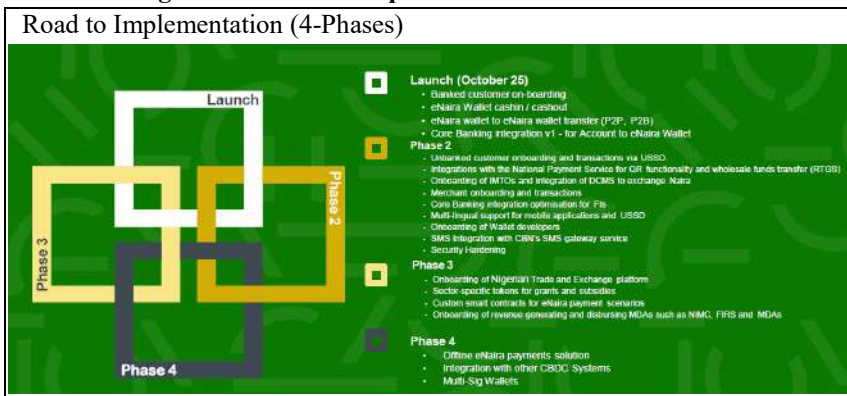 Road to Implementation (4-Phases)
Launch
Phase 2
Phase 3
Phase 4
Launch (October 25)
• Banked customer on-boarding
• eNaira Wallet cashin / cashout
• eNaira wallet to eNaira wallet transfer (P2P, P2B)
• Core Banking integration v1 - for Account to eNaira Wallet
Phase 2
- Unbanked customer onboarding and transactions via USSD
- Integrations with the National Payment Service for QR functionality and wholesale funds transfer (RTGS)
- Onboarding of IMTOs and integration of DCMS to exchange Naira
- Merchant onboarding and transactions
- Core Banking integration optimisation for FIs
- Multi-lingual support for mobile applications and USSD
- Onboarding of Wallet developers
- SMS Integration with CBN's SMS gateway service
- Security Hardening
Phase 3
- Onboarding of Nigerian Trade and Exchange platform
- Sector-specific tokens for grants and subsidies
- Custom smart contracts for eNaira payment scenarios
- Onboarding of revenue generating and disbursing MDAs such as NIMC, FIRS and MDAs
Phase 4
• Offline eNaira payments solution
• Integration with other CBDC Systems
• Multi-Sig Wallets